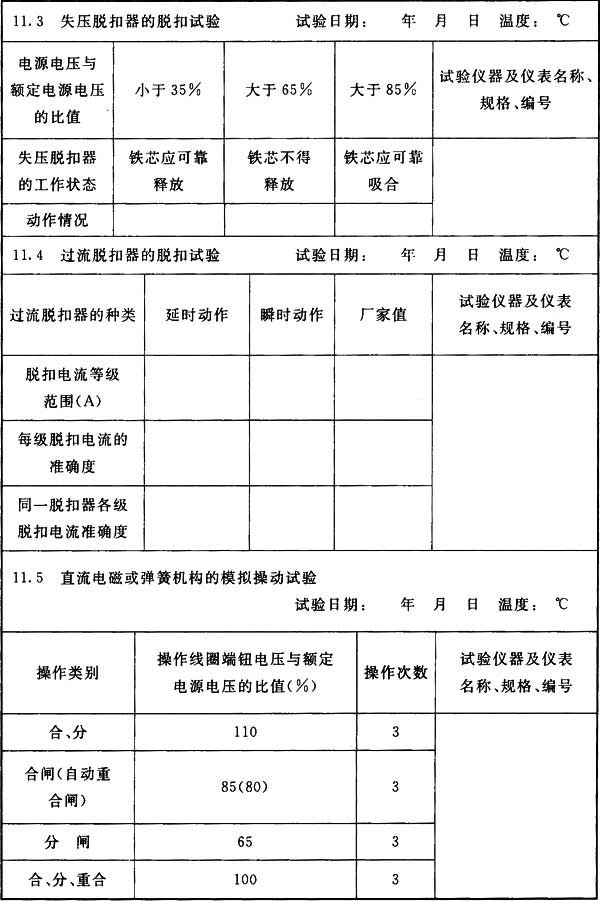 11.3 失压脱扣器的脱扣试验 试验日期： 年 月 日 温度： ℃
电源电压与
额定电源电压
的比值
小于35%
大于65%
大于85%
试验仪器及仪表名称、
规格、编号
失压脱扣器
的工作状态
铁芯应可靠
释放
铁芯不得
释放
铁芯应可靠
吸合
动作情况
11.4 过流脱扣器的脱扣试验 试验日期： 年 月 日 温度： ℃
过流脱扣器的种类
延时动作
瞬时动作
厂家值
试验仪器及仪表
名称、规格、编号
脱扣电流等级
范围(A)
每级脱扣电流的
准确度
同一脱扣器各级
脱扣电流准确度
11.5 直流电磁或弹簧机构的模拟操动试验
试验日期： 年 月 日 温度： ℃
操作类别
操作线圈端钮电压与额定
电源电压的比值(%)
操作次数
试验仪器及仪表
名称、规格、编号
合、分 110 3
合闸(自动重
合闸)
85(80) 3
分 闸 65 3
合、分、重合 100 3